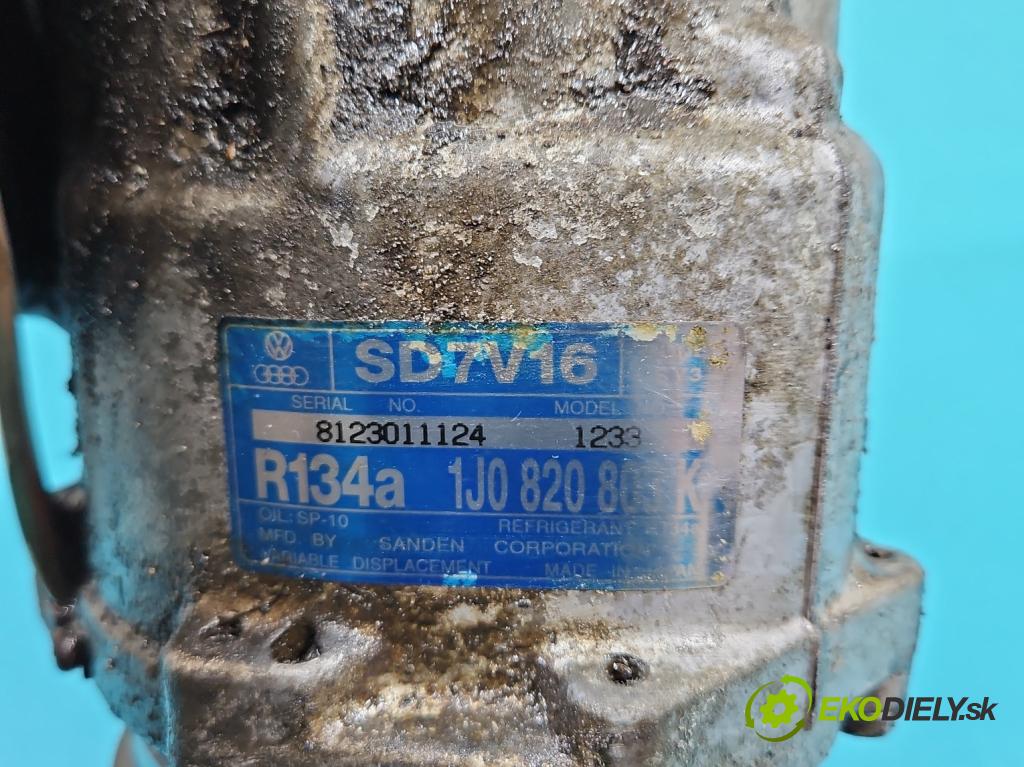 SD7V16
SERIAL NO. MODEL
8123011124 1233
R134a 1J0 820 K
OIL: SP-10 REFRIGERANT
MFD. BY SANDEN CORPORATION
VARIABLE DISPLACEMENT MADE IN
EKODIELY.sk